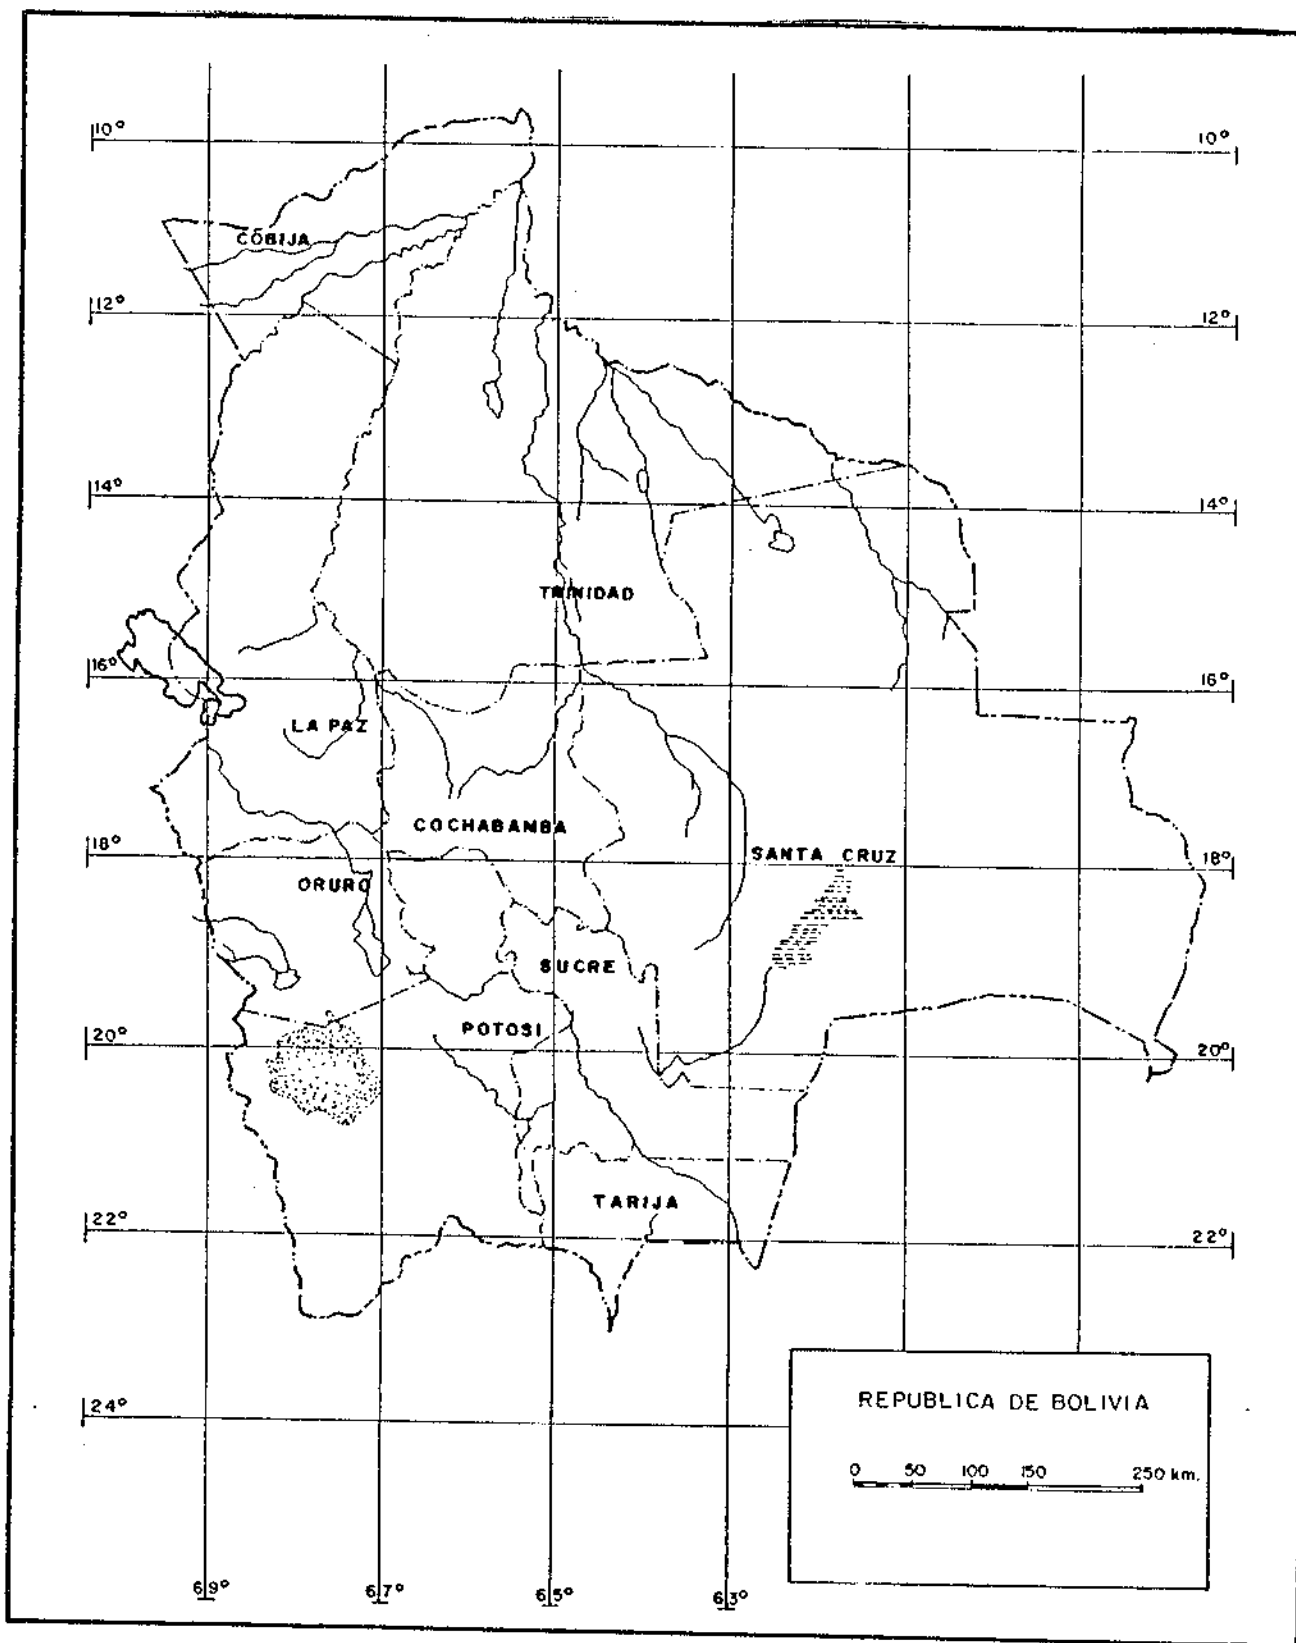 10° 10°
COBIJA
12° 12°
14° 14°
TRINIDAD
16° 16°
LA PAZ
COCHABAMBA
18° SANTA CRUZ 18°
ORURO
SUCRE
POTOSI
20° 20°
TARIJA
22° 22°
24°
REPUBLICA DE BOLIVIA
0 50 100 150 250 km.
69° 67° 65° 63°